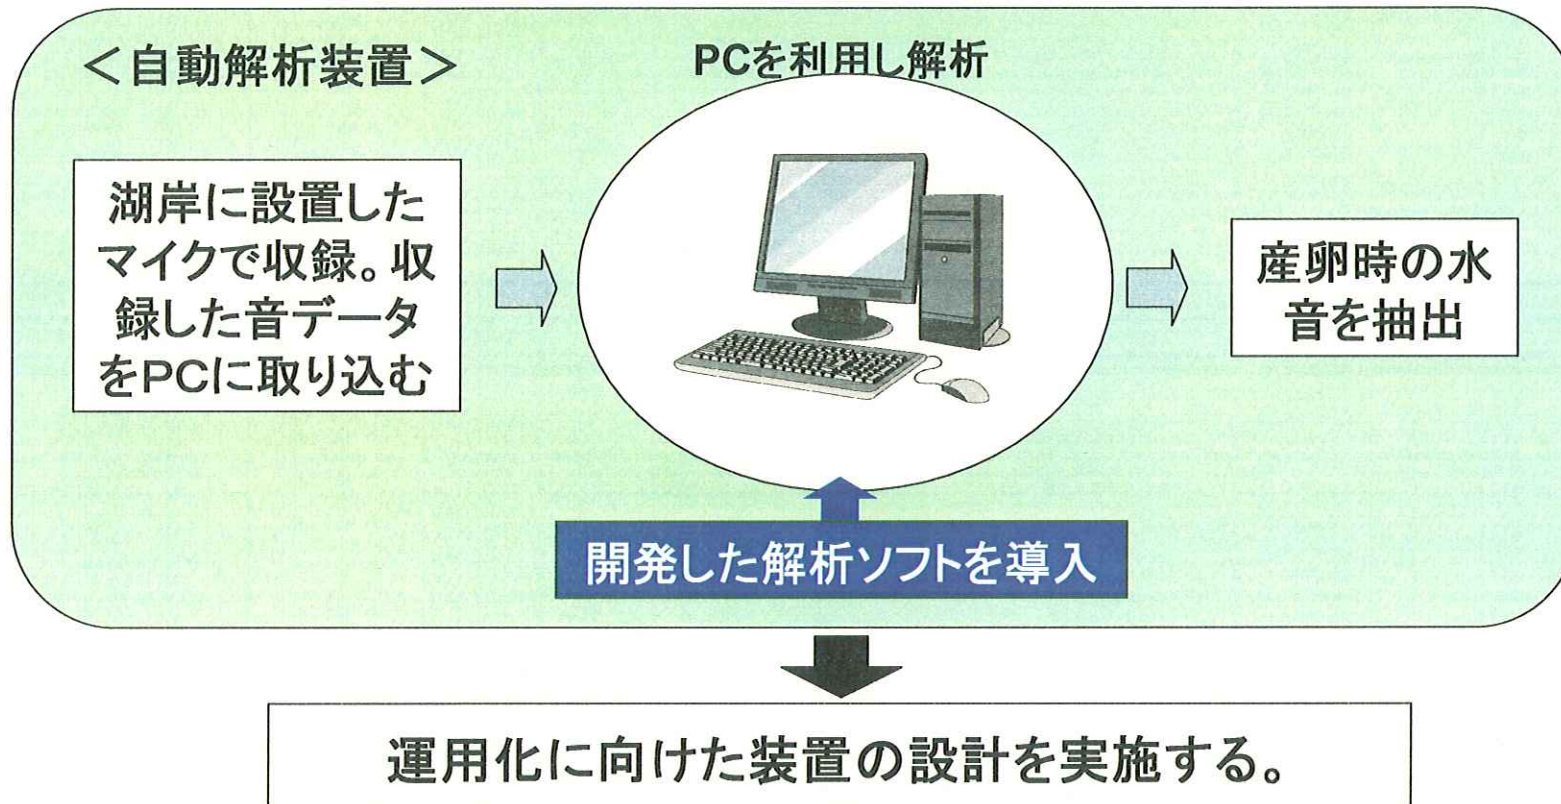 ＜自動解析装置＞
PCを利用し解析
湖岸に設置した
マイクで収録。収
録した音データ
をＰＣに取り込む
産卵時の水
音を抽出
開発した解析ソフトを導入
運用化に向けた装置の設計を実施する。